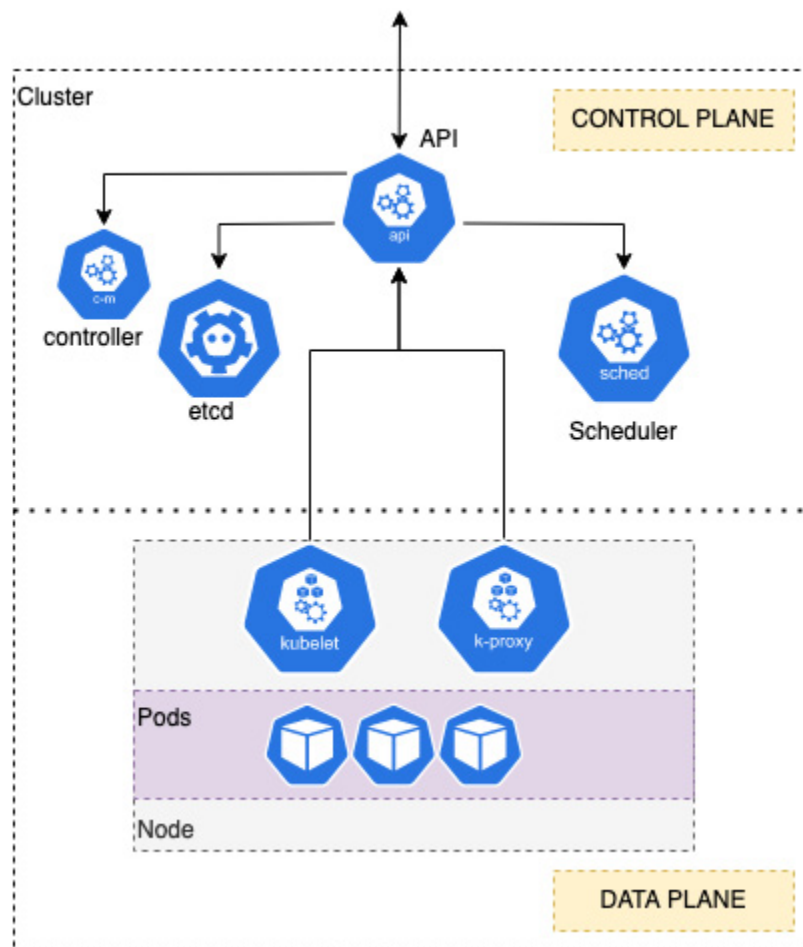 Cluster
CONTROL PLANE
API
api
c-m
controller
etcd
sched
Scheduler
kubelet
k-proxy
Pods
Node
DATA PLANE